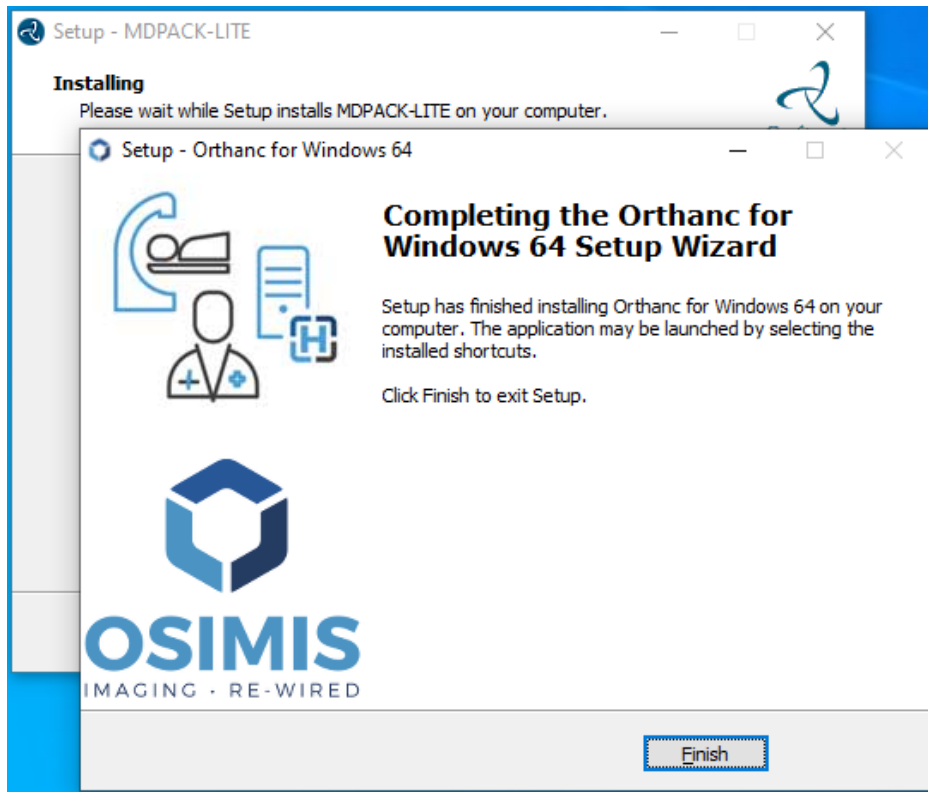 Setup - MDPACK-LITE
Installing
Please wait while Setup installs MDPACK-LITE on your computer.
Setup - Orthanc for Windows 64
Completing the Orthanc for
Windows 64 Setup Wizard
Setup has finished installing Orthanc for Windows 64 on your
computer. The application may be launched by selecting the
installed shortcuts.
Click Finish to exit Setup.
H
OSIMIS
IMAGING · RE-WIRED
Finish